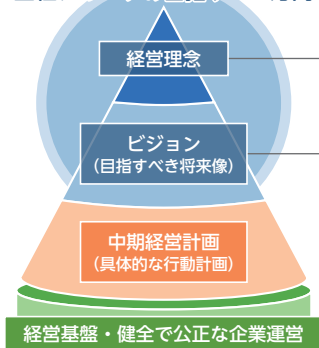 経営理念
ビジョン
(目指すべき将来像)
中期経営計画
(具体的な行動計画)
経営基盤・健全で公正な企業運営